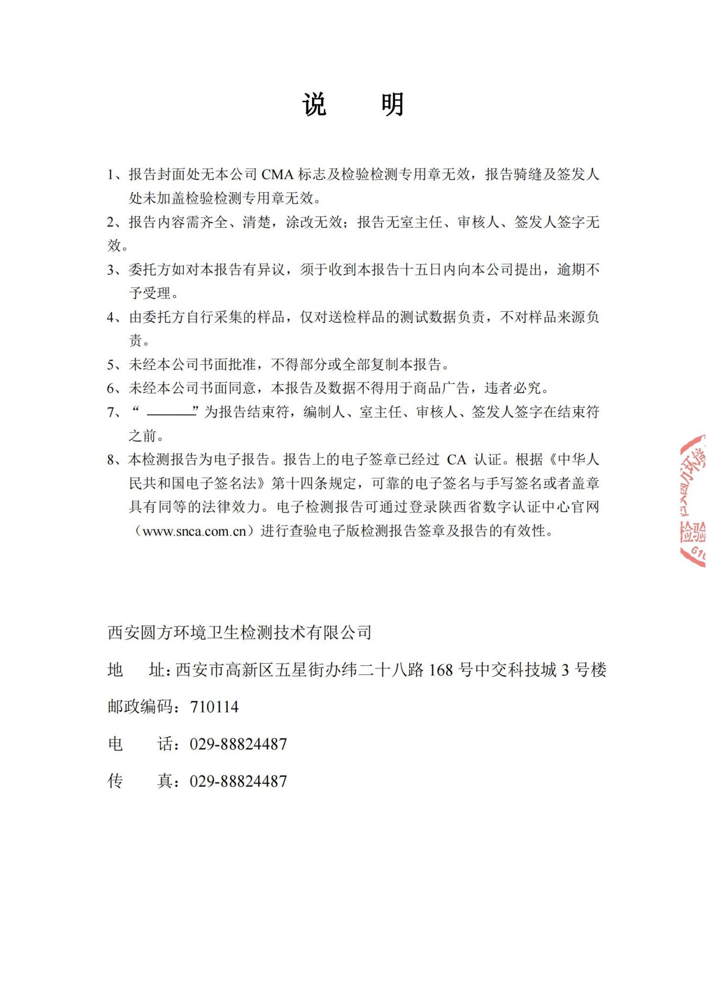 说 明
1、报告封面处无本公司 CMA 标志及检验检测专用章无效，报告骑缝及签发人
处未加盖检验检测专用章无效。
2、报告内容需齐全、清楚，涂改无效；报告无室主任、审核人、签发人签字无
效。
3、委托方如对本报告有异议，须于收到本报告十五日内向本公司提出，逾期不
予受理。
4、由委托方自行采集的样品，仅对送检样品的测试数据负责，不对样品来源负
责。
5、未经本公司书面批准，不得部分或全部复制本报告。
6、未经本公司书面同意，本报告及数据不得用于商品广告，违者必究。
7、“ ———”为报告结束符，编制人、室主任、审核人、签发人签字在结束符
之前。
8、本检测报告为电子报告。报告上的电子签章已经过 CA 认证。根据《中华人
民共和国电子签名法》第十四条规定，可靠的电子签名与手写签名或者盖章
具有同等的法律效力。电子检测报告可通过登录陕西省数字认证中心官网
（www.snca.com.cn）进行查验电子版检测报告签章及报告的有效性。
方环境
检验
610
西安圆方环境卫生检测技术有限公司
地 址：西安市高新区五星街办纬二十八路 168 号中交科技城 3 号楼
邮政编码：710114
电 话：029-88824487
传 真：029-88824487